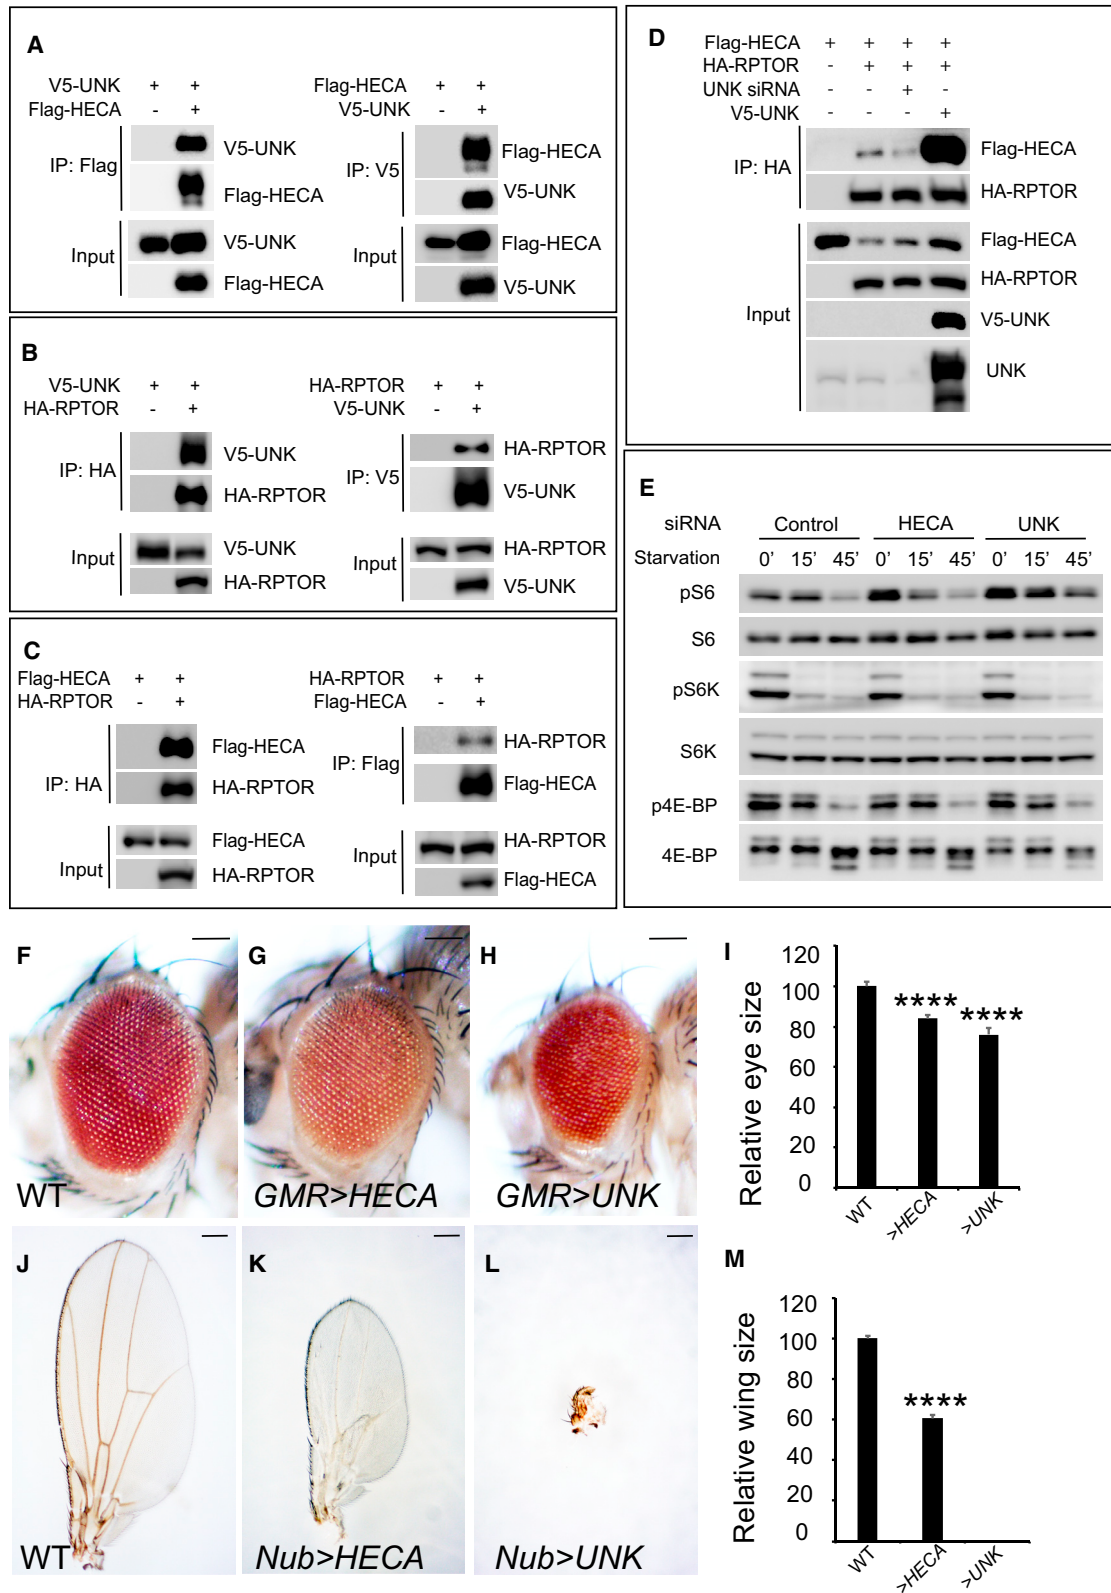 A
V5-UNK + +
Flag-HECA - +
IP: Flag
V5-UNK
Flag-HECA
Input
V5-UNK
Flag-HECA
Flag-HECA + +
V5-UNK - +
IP: V5
Flag-HECA
V5-UNK
Input
Flag-HECA
V5-UNK
B
V5-UNK + +
HA-RPTOR - +
IP: HA
V5-UNK
HA-RPTOR
Input
V5-UNK
HA-RPTOR
HA-RPTOR + +
V5-UNK - +
IP: V5
HA-RPTOR
V5-UNK
Input
HA-RPTOR
V5-UNK
C
Flag-HECA + +
HA-RPTOR - +
IP: HA
Flag-HECA
HA-RPTOR
Input
Flag-HECA
HA-RPTOR
HA-RPTOR + +
Flag-HECA - +
IP: Flag
HA-RPTOR
Flag-HECA
Input
HA-RPTOR
Flag-HECA
D
Flag-HECA + + + +
HA-RPTOR - + + +
UNK siRNA - - + -
V5-UNK - - - +
IP: HA
Flag-HECA
HA-RPTOR
Input
Flag-HECA
HA-RPTOR
V5-UNK
UNK
E
siRNA Control HECA UNK
Starvation 0' 15' 45' 0' 15' 45' 0' 15' 45'
pS6
S6
pS6K
S6K
p4E-BP
4E-BP
F
WT
G
GMR>HECA
H
GMR>UNK
I
Relative eye size
120
100
80
60
40
20
0
****
****
WT
>HECA
>UNK
J
WT
K
Nub>HECA
L
Nub>UNK
M
Relative wing size
120
100
80
60
40
20
0
****
WT
>HECA
>UNK